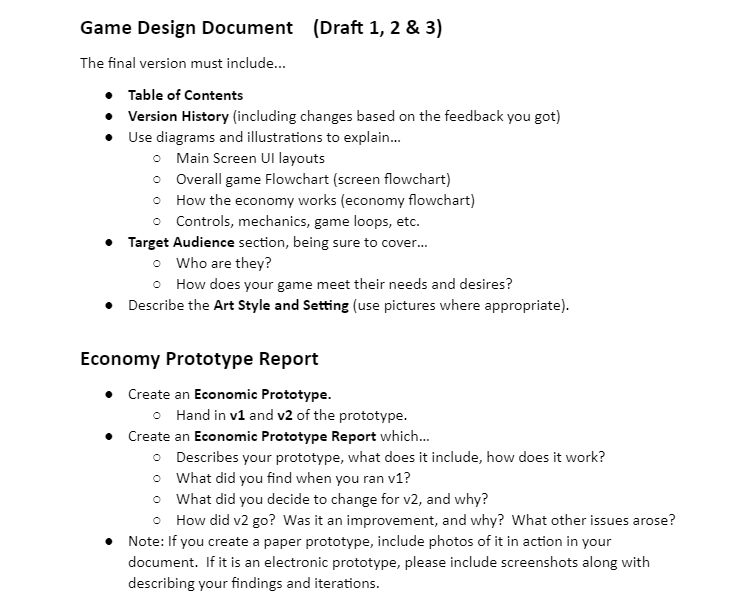 Game Design Document (Draft 1, 2 & 3)
The final version must include...
● Table of Contents
● Version History (including changes based on the feedback you got)
● Use diagrams and illustrations to explain...
○ Main Screen UI layouts
○ Overall game Flowchart (screen flowchart)
○ How the economy works (economy flowchart)
○ Controls, mechanics, game loops, etc.
● Target Audience section, being sure to cover...
○ Who are they?
○ How does your game meet their needs and desires?
● Describe the Art Style and Setting (use pictures where appropriate).
Economy Prototype Report
● Create an Economic Prototype.
○ Hand in v1 and v2 of the prototype.
● Create an Economic Prototype Report which...
○ Describes your prototype, what does it include, how does it work?
○ What did you find when you ran v1?
○ What did you decide to change for v2, and why?
○ How did v2 go? Was it an improvement, and why? What other issues arose?
● Note: If you create a paper prototype, include photos of it in action in your
document. If it is an electronic prototype, please include screenshots along with
describing your findings and iterations.